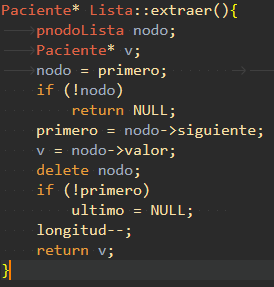 Paciente* Lista::extraer(){
    pnodoLista nodo;
    Paciente* v;
    nodo = primero;
    if (!nodo)
        return NULL;
    primero = nodo->siguiente;
    v = nodo->valor;
    delete nodo;
    if (!primero)
        ultimo = NULL;
    longitud--;
    return v;
}